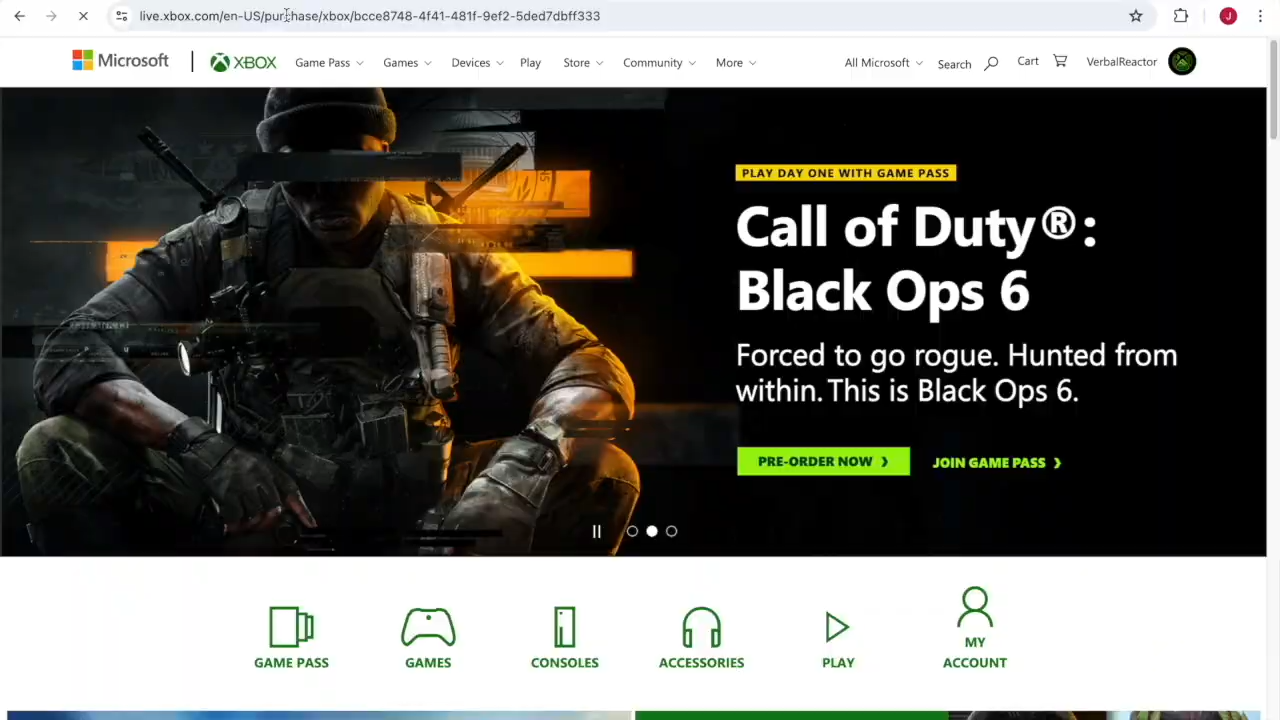 live.xbox.com/en-US/purchase/xbox/bcce8748-4f41-481f-9ef2-5ded7dbff333
J
Microsoft
XBOX
Game Pass
Games
Devices
Play
Store
Community
More
All Microsoft
Search
Cart
VerbalReactor
PLAY DAY ONE WITH GAME PASS
Call of Duty®:
Black Ops 6
Forced to go rogue. Hunted from
within. This is Black Ops 6.
PRE-ORDER NOW
JOIN GAME PASS
GAME PASS
GAMES
CONSOLES
ACCESSORIES
PLAY
MY
ACCOUNT